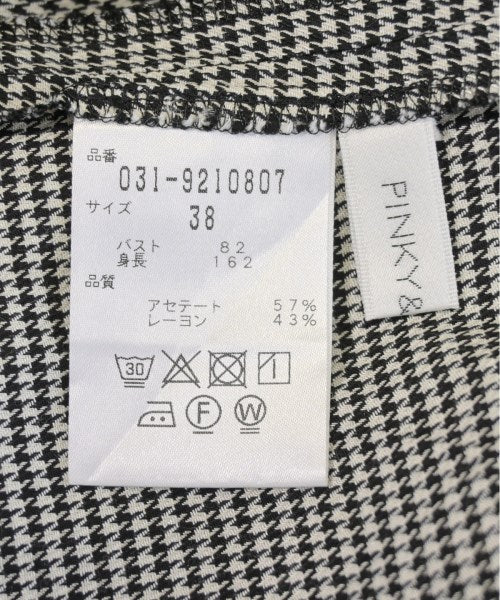 品番
031-9210807
サイズ
38
バスト 82
身長 162
品質
アセテート 57%
レーヨン 43%
30
F W
PINKY &